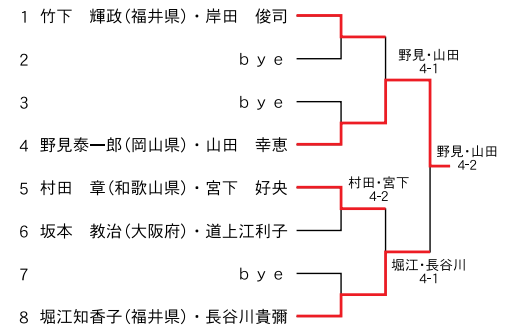 1 竹下　輝政(福井県)・岸田　俊司
2 bye
3 bye
4 野見泰一郎(岡山県)・山田　幸恵
5 村田　章(和歌山県)・宮下　好央
6 坂本　教治(大阪府)・道上江利子
7 bye
8 堀江知香子(福井県)・長谷川貴彌
野見・山田
4-1
村田・宮下
4-2
堀江・長谷川
4-1
野見・山田
4-2